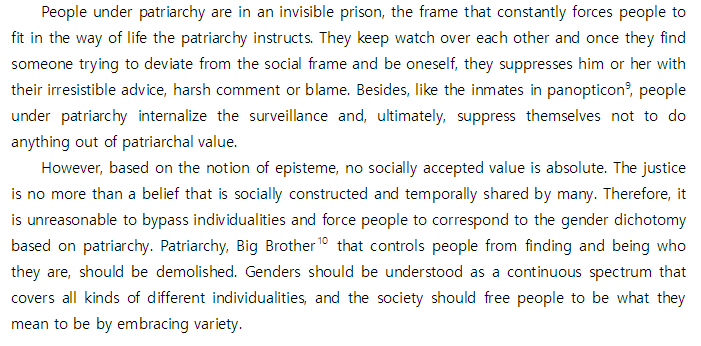 People under patriarchy are in an invisible prison, the frame that constantly forces people to
fit in the way of life the patriarchy instructs. They keep watch over each other and once they find
someone trying to deviate from the social frame and be oneself, they suppresses him or her with
their irresistible advice, harsh comment or blame. Besides, like the inmates in panopticon⁹, people
under patriarchy internalize the surveillance and, ultimately, suppress themselves not to do
anything out of patriarchal value.
However, based on the notion of episteme, no socially accepted value is absolute. The justice
is no more than a belief that is socially constructed and temporally shared by many. Therefore, it
is unreasonable to bypass individualities and force people to correspond to the gender dichotomy
based on patriarchy. Patriarchy, Big Brother¹⁰ that controls people from finding and being who
they are, should be demolished. Genders should be understood as a continuous spectrum that
covers all kinds of different individualities, and the society should free people to be what they
mean to be by embracing variety.